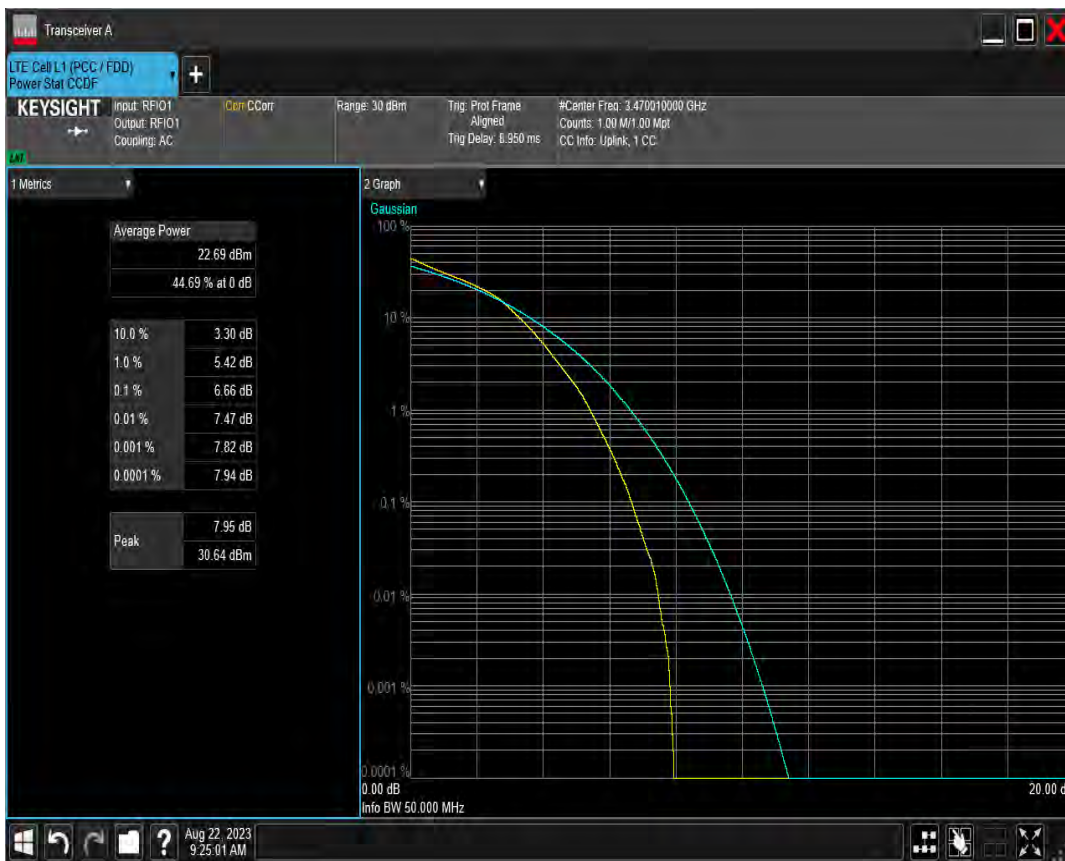 Transceiver A
LTE Cell L1 (PCC / FDD)
Power Stat CCDF
KEYSIGHT
Input: RFIO1
Output: RFIO1
Coupling: AC
Corr CCorr
Range: 30 dBm
Trig: Prot Frame
Aligned
Trig Delay: 8.950 ms
#Center Freq: 3.470010000 GHz
Counts: 1.00 M/1.00 Mpt
CC Info: Uplink, 1 CC
1 Metrics
Average Power
22.69 dBm
44.69 % at 0 dB
10.0 % 3.30 dB
1.0 % 5.42 dB
0.1 % 6.66 dB
0.01 % 7.47 dB
0.001 % 7.82 dB
0.0001 % 7.94 dB
Peak
7.95 dB
30.64 dBm
2 Graph
Gaussian
100 %
10 %
1 %
0.1 %
0.01 %
0.001 %
0.0001 %
0.00 dB
20.00 d
Info BW 50.000 MHz
Aug 22, 2023
9:25:01 AM